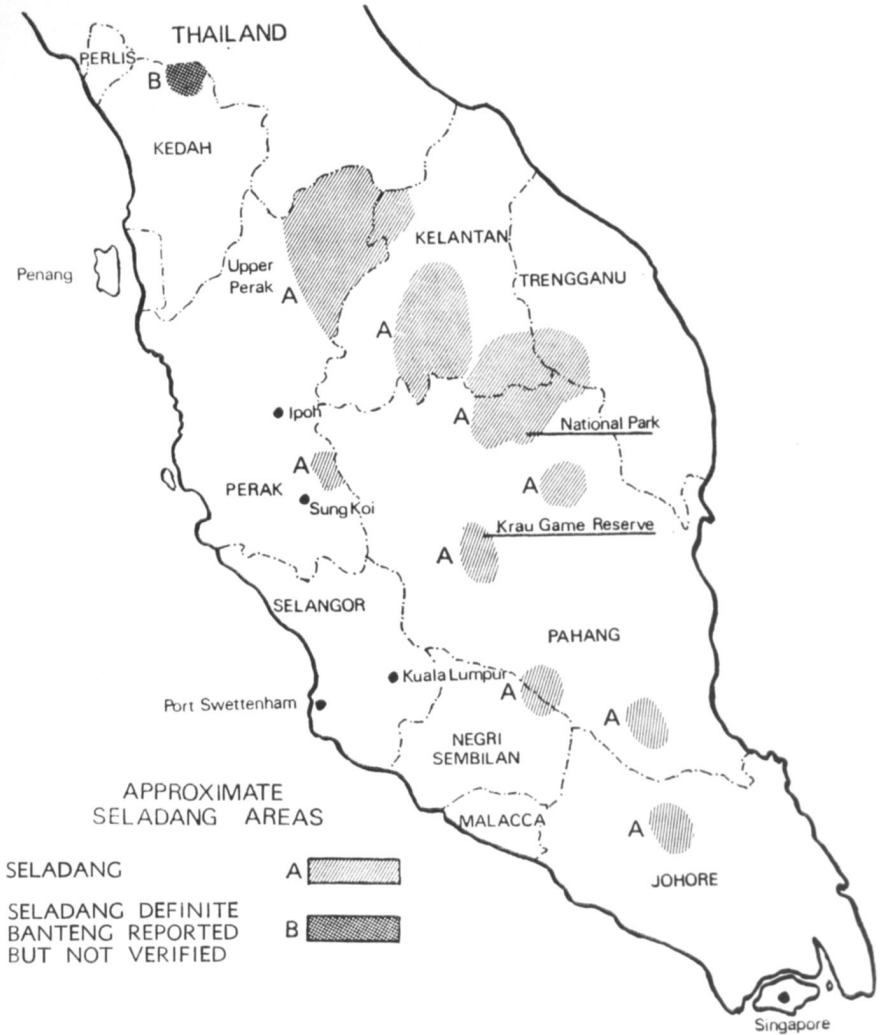 THAILAND
PERLIS
B
KEDAH
KELANTAN
Penang
Upper
Perak
TRENGGANU
A
A
Ipoh
A
National Park
A
PERAK
A
Sung Koi
Krau Game Reserve
A
SELANGOR
PAHANG
Kuala Lumpur
A
Port Swettenham
A
NEGRI
SEMBILAN
APPROXIMATE
SELADANG AREAS
MALACCA
A
SELADANG A
JOHORE
SELADANG DEFINITE
BANTENG REPORTED B
BUT NOT VERIFIED
Singapore